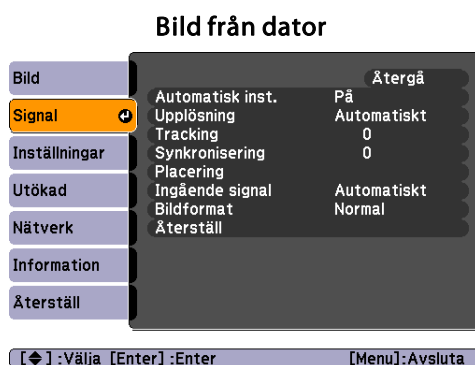 Bild från dator
Bild
Signal
Inställningar
Utökad
Nätverk
Information
Återställ
Återgå
Automatisk inst. På
Upplösning Automatiskt
Tracking 0
Synkronisering 0
Placering
Ingående signal Automatiskt
Bildformat Normal
Återställ
[ ] :Välja [Enter] :Enter [Menu]:Avsluta